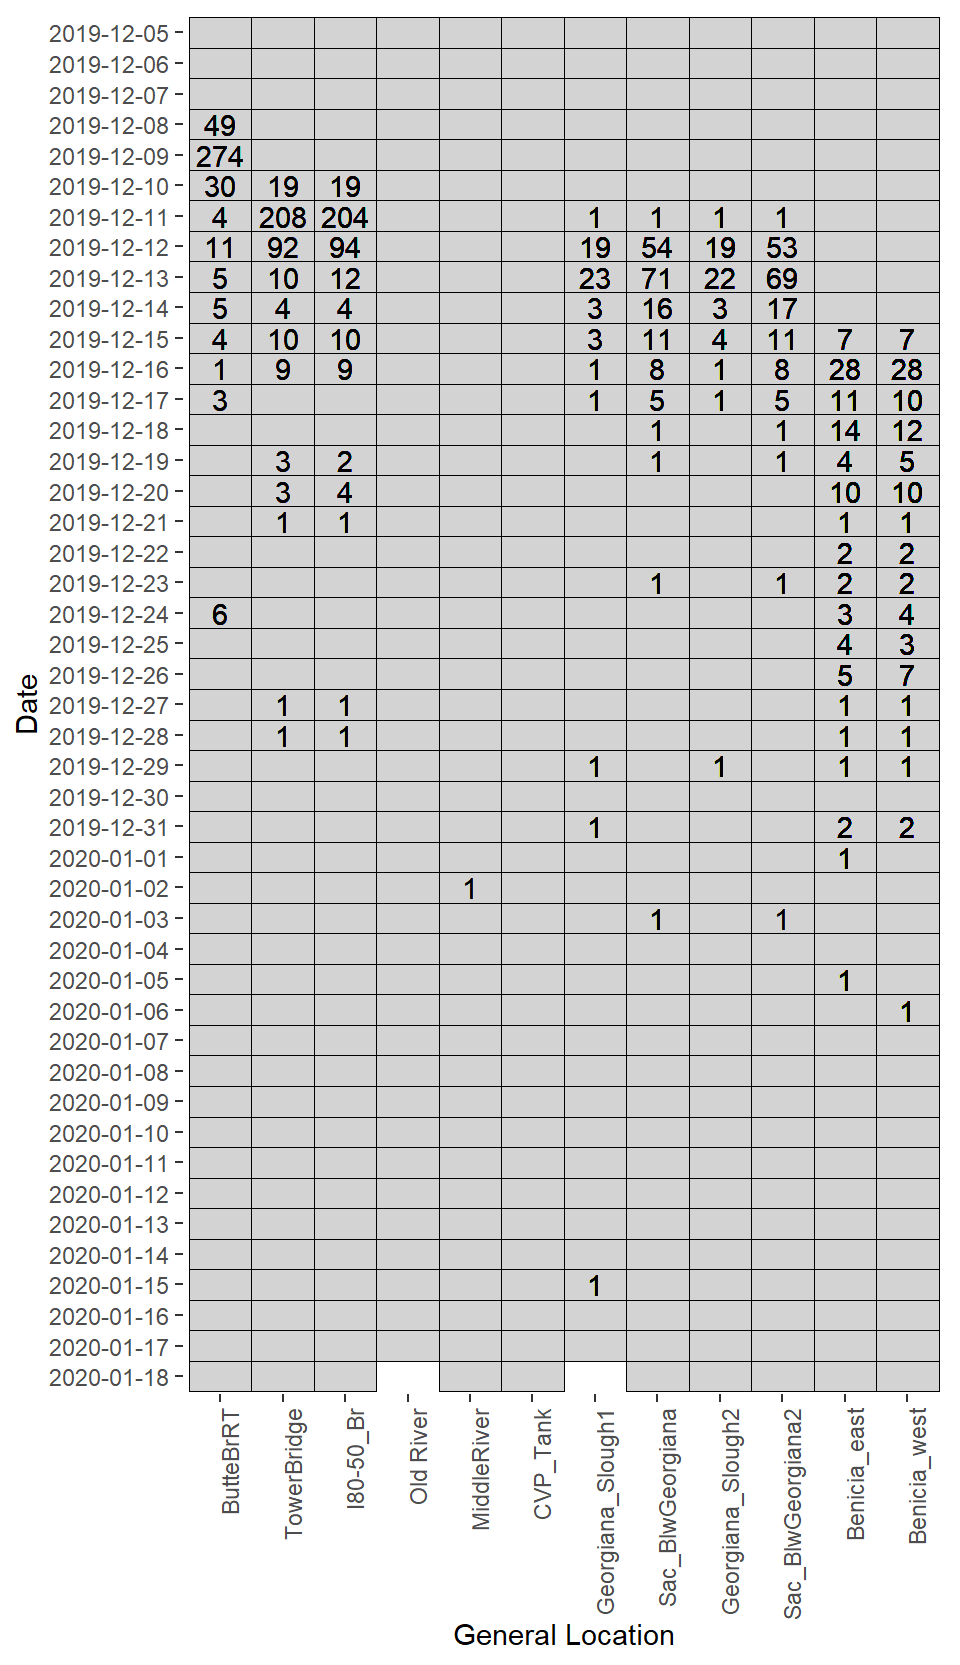 2019-12-05
2019-12-06
2019-12-07
2019-12-08 49
2019-12-09 274
2019-12-10 30 19 19
2019-12-11 4 208 204 1 1 1 1
2019-12-12 11 92 94 19 54 19 53
2019-12-13 5 10 12 23 71 22 69
2019-12-14 5 4 4 3 16 3 17
2019-12-15 4 10 10 3 11 4 11 7 7
2019-12-16 1 9 9 1 8 1 8 28 28
2019-12-17 3 1 5 1 5 11 10
2019-12-18 1 1 14 12
2019-12-19 3 2 1 1 4 5
2019-12-20 3 4 10 10
2019-12-21 1 1 1 1
2019-12-22 2 2
2019-12-23 1 1 2 2
2019-12-24 6 3 4
2019-12-25 4 3
2019-12-26 5 7
2019-12-27 1 1 1 1
2019-12-28 1 1 1 1
2019-12-29 1 1 1 1
2019-12-30
2019-12-31 1 2 2
2020-01-01 1
2020-01-02 1
2020-01-03 1 1
2020-01-04
2020-01-05 1
2020-01-06 1
2020-01-07
2020-01-08
2020-01-09
2020-01-10
2020-01-11
2020-01-12
2020-01-13
2020-01-14
2020-01-15 1
2020-01-16
2020-01-17
2020-01-18
Date
ButteBrRT
TowerBridge
I80-50_Br
Old River
MiddleRiver
CVP_Tank
Georgiana_Slough1
Sac_BlwGeorgiana
Georgiana_Slough2
Sac_BlwGeorgiana2
Benicia_east
Benicia_west
General Location